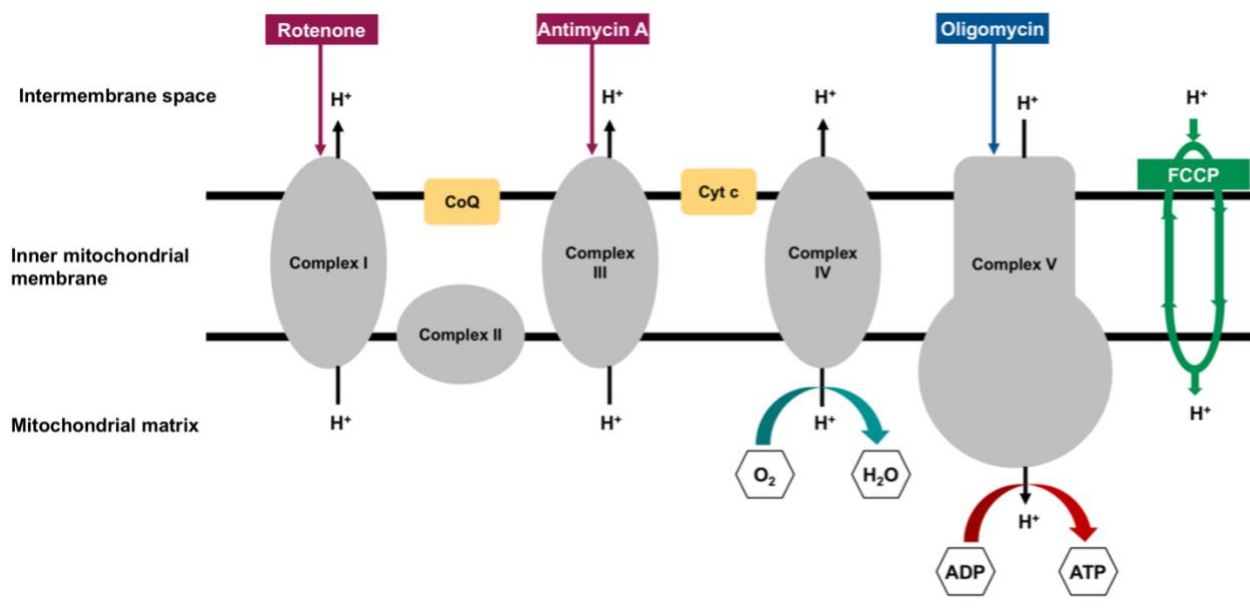 Rotenone
Antimycin A
Oligomycin
Intermembrane space
H⁺
H⁺
H⁺
H⁺
H⁺
FCCP
CoQ
Cyt c
Inner mitochondrial
membrane
Complex I
Complex
III
Complex
IV
Complex V
Complex II
Mitochondrial matrix
H⁺
H⁺
H⁺
H⁺
O₂
H₂O
H⁺
ADP
ATP